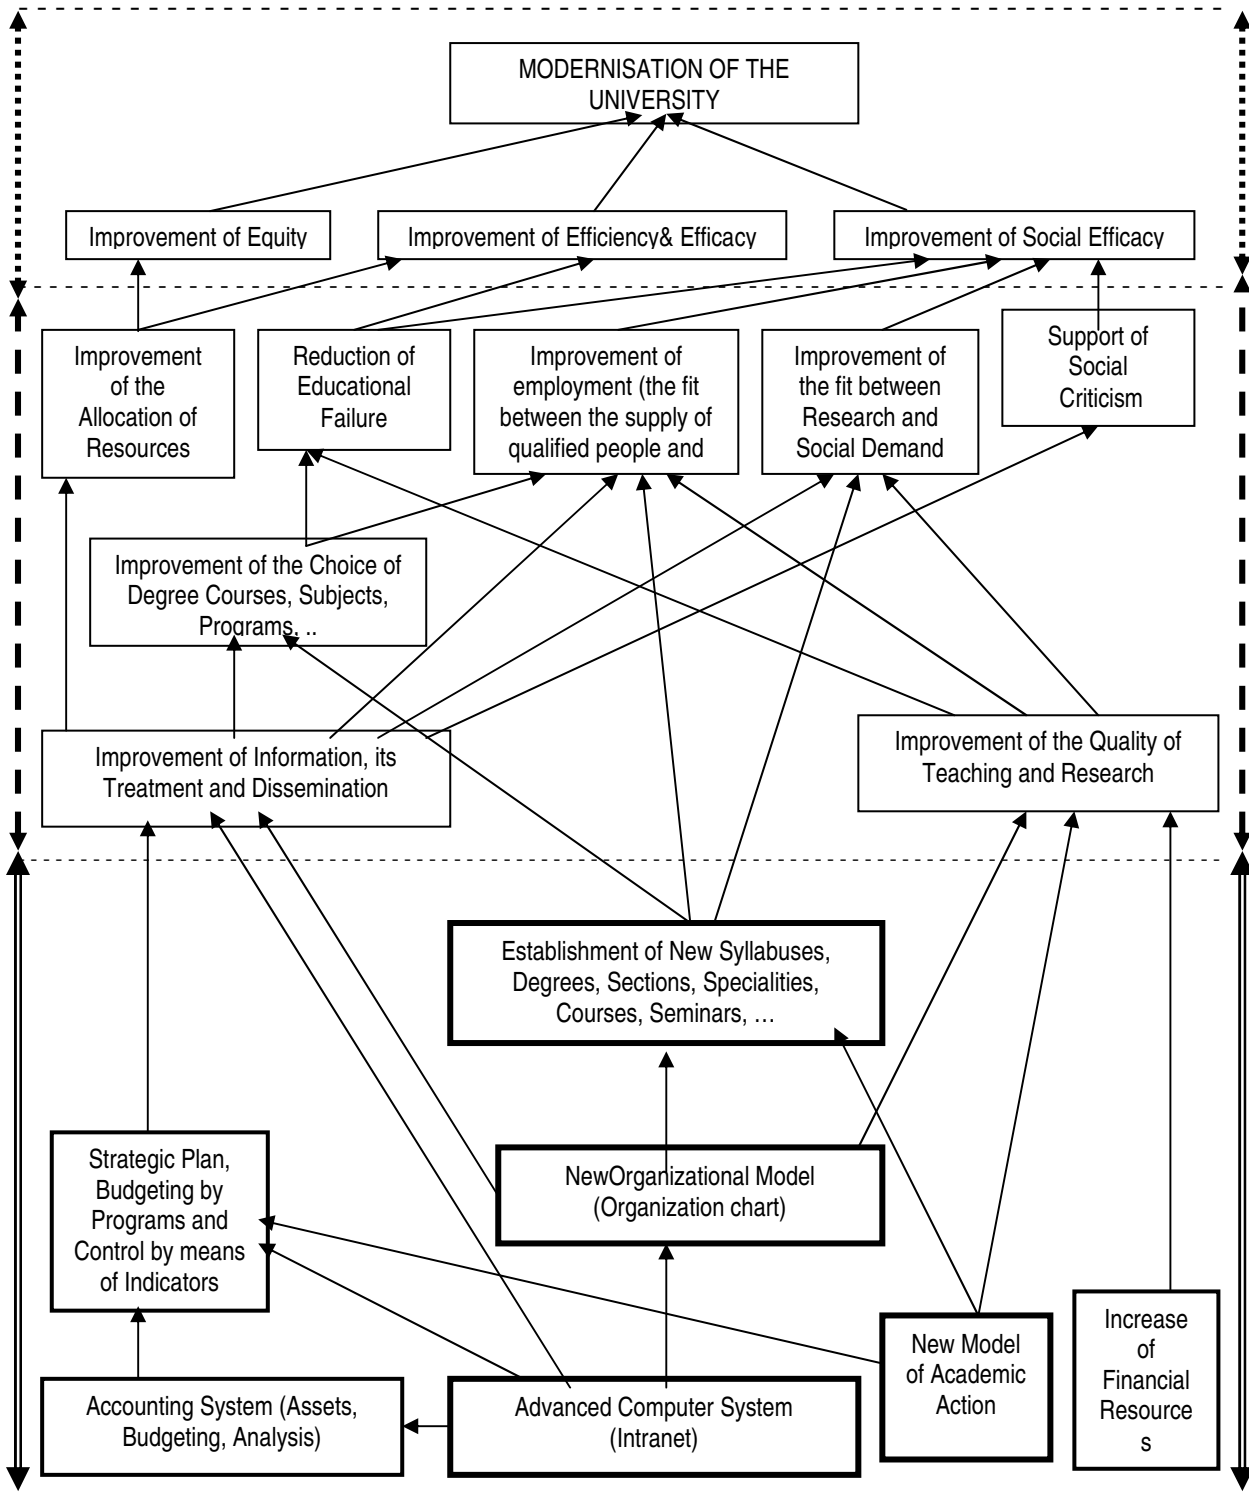 MODERNISATION OF THE
UNIVERSITY
Improvement of Equity
Improvement of Efficiency& Efficacy
Improvement of Social Efficacy
Improvement
of the
Allocation of
Resources
Reduction of
Educational
Failure
Improvement of
employment (the fit
between the supply of
qualified people and
Improvement of
the fit between
Research and
Social Demand
Support of
Social
Criticism
Improvement of the Choice of
Degree Courses, Subjects,
Programs, ..
Improvement of Information, its
Treatment and Dissemination
Improvement of the Quality of
Teaching and Research
Establishment of New Syllabuses,
Degrees, Sections, Specialities,
Courses, Seminars, …
Strategic Plan,
Budgeting by
Programs and
Control by means
of Indicators
NewOrganizational Model
(Organization chart)
Accounting System (Assets,
Budgeting, Analysis)
Advanced Computer System
(Intranet)
New Model
of Academic
Action
Increase
of
Financial
Resource
s